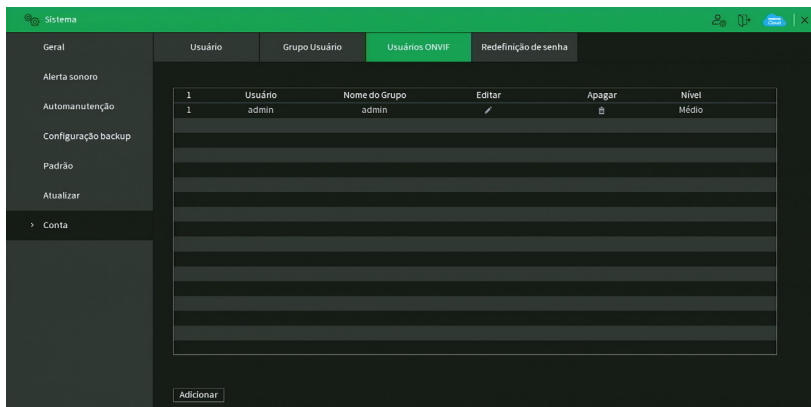 Sistema
Geral
Alerta sonoro
Automanutenção
Configuração backup
Padrão
Atualizar
> Conta
Usuário Grupo Usuário Usuários ONVIF Redefinição de senha
1 Usuário Nome do Grupo Editar Apagar Nível
1 admin admin Médio
Adicionar